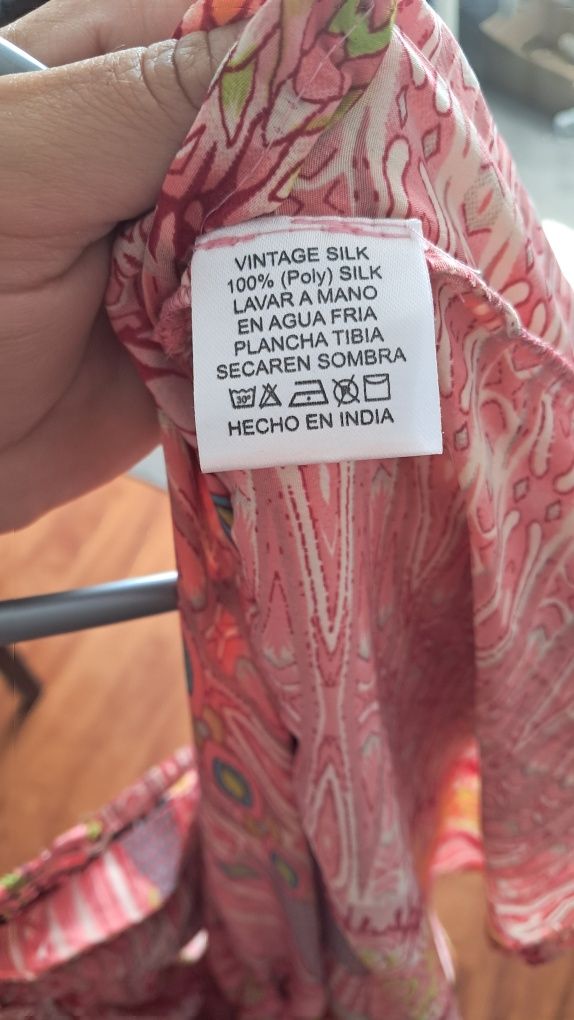 VINTAGE SILK
100% (Poly) SILK
LAVAR A MANO
EN AGUA FRIA
PLANCHA TIBIA
SECAREN SOMBRA
30°
HECHO EN INDIA